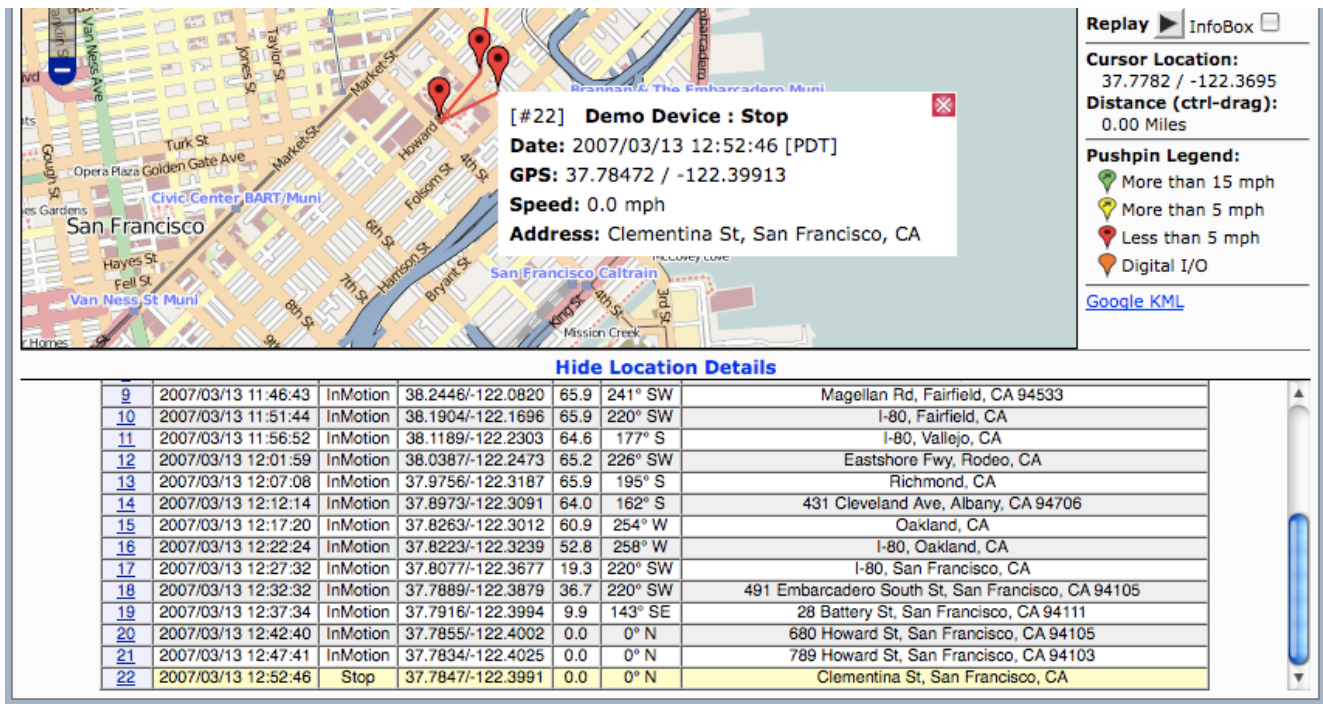 Van Ness Ave
Franklin S
Taylor St
Jones St
vd
Market St
nts
Turk St
Golden Gate Ave
Opera Plaza
Gough St
es Gardens
Civic Center BART/Muni
Market St
Howard S
4th St
Folsom St
San Francisco
6th St
Hayes St
Fell St
Van Ness St Muni
7th St
Harrison St
Bryant St
8th St
9th
r Homes
San Francisco Caltrain
4th St
King St
3rd St
Mission Creek
McCovey Cove
mbarcadero
Brannan & The Embarcadero Muni
[#22] Demo Device : Stop
Date: 2007/03/13 12:52:46 [PDT]
GPS: 37.78472 / -122.39913
Speed: 0.0 mph
Address: Clementina St, San Francisco, CA
Replay InfoBox
Cursor Location:
37.7782 / -122.3695
Distance (ctrl-drag):
0.00 Miles
Pushpin Legend:
More than 15 mph
More than 5 mph
Less than 5 mph
Digital I/O
Google KML
Hide Location Details
9 2007/03/13 11:46:43 InMotion 38.2446/-122.0820 65.9 241° SW Magellan Rd, Fairfield, CA 94533
10 2007/03/13 11:51:44 InMotion 38.1904/-122.1696 65.9 220° SW I-80, Fairfield, CA
11 2007/03/13 11:56:52 InMotion 38.1189/-122.2303 64.6 177° S I-80, Vallejo, CA
12 2007/03/13 12:01:59 InMotion 38.0387/-122.2473 65.2 226° SW Eastshore Fwy, Rodeo, CA
13 2007/03/13 12:07:08 InMotion 37.9756/-122.3187 65.9 195° S Richmond, CA
14 2007/03/13 12:12:14 InMotion 37.8973/-122.3091 64.0 162° S 431 Cleveland Ave, Albany, CA 94706
15 2007/03/13 12:17:20 InMotion 37.8263/-122.3012 60.9 254° W Oakland, CA
16 2007/03/13 12:22:24 InMotion 37.8223/-122.3239 52.8 258° W I-80, Oakland, CA
17 2007/03/13 12:27:32 InMotion 37.8077/-122.3677 19.3 220° SW I-80, San Francisco, CA
18 2007/03/13 12:32:32 InMotion 37.7889/-122.3879 36.7 220° SW 491 Embarcadero South St, San Francisco, CA 94105
19 2007/03/13 12:37:34 InMotion 37.7916/-122.3994 9.9 143° SE 28 Battery St, San Francisco, CA 94111
20 2007/03/13 12:42:40 InMotion 37.7855/-122.4002 0.0 0° N 680 Howard St, San Francisco, CA 94105
21 2007/03/13 12:47:41 InMotion 37.7834/-122.4025 0.0 0° N 789 Howard St, San Francisco, CA 94103
22 2007/03/13 12:52:46 Stop 37.7847/-122.3991 0.0 0° N Clementina St, San Francisco, CA